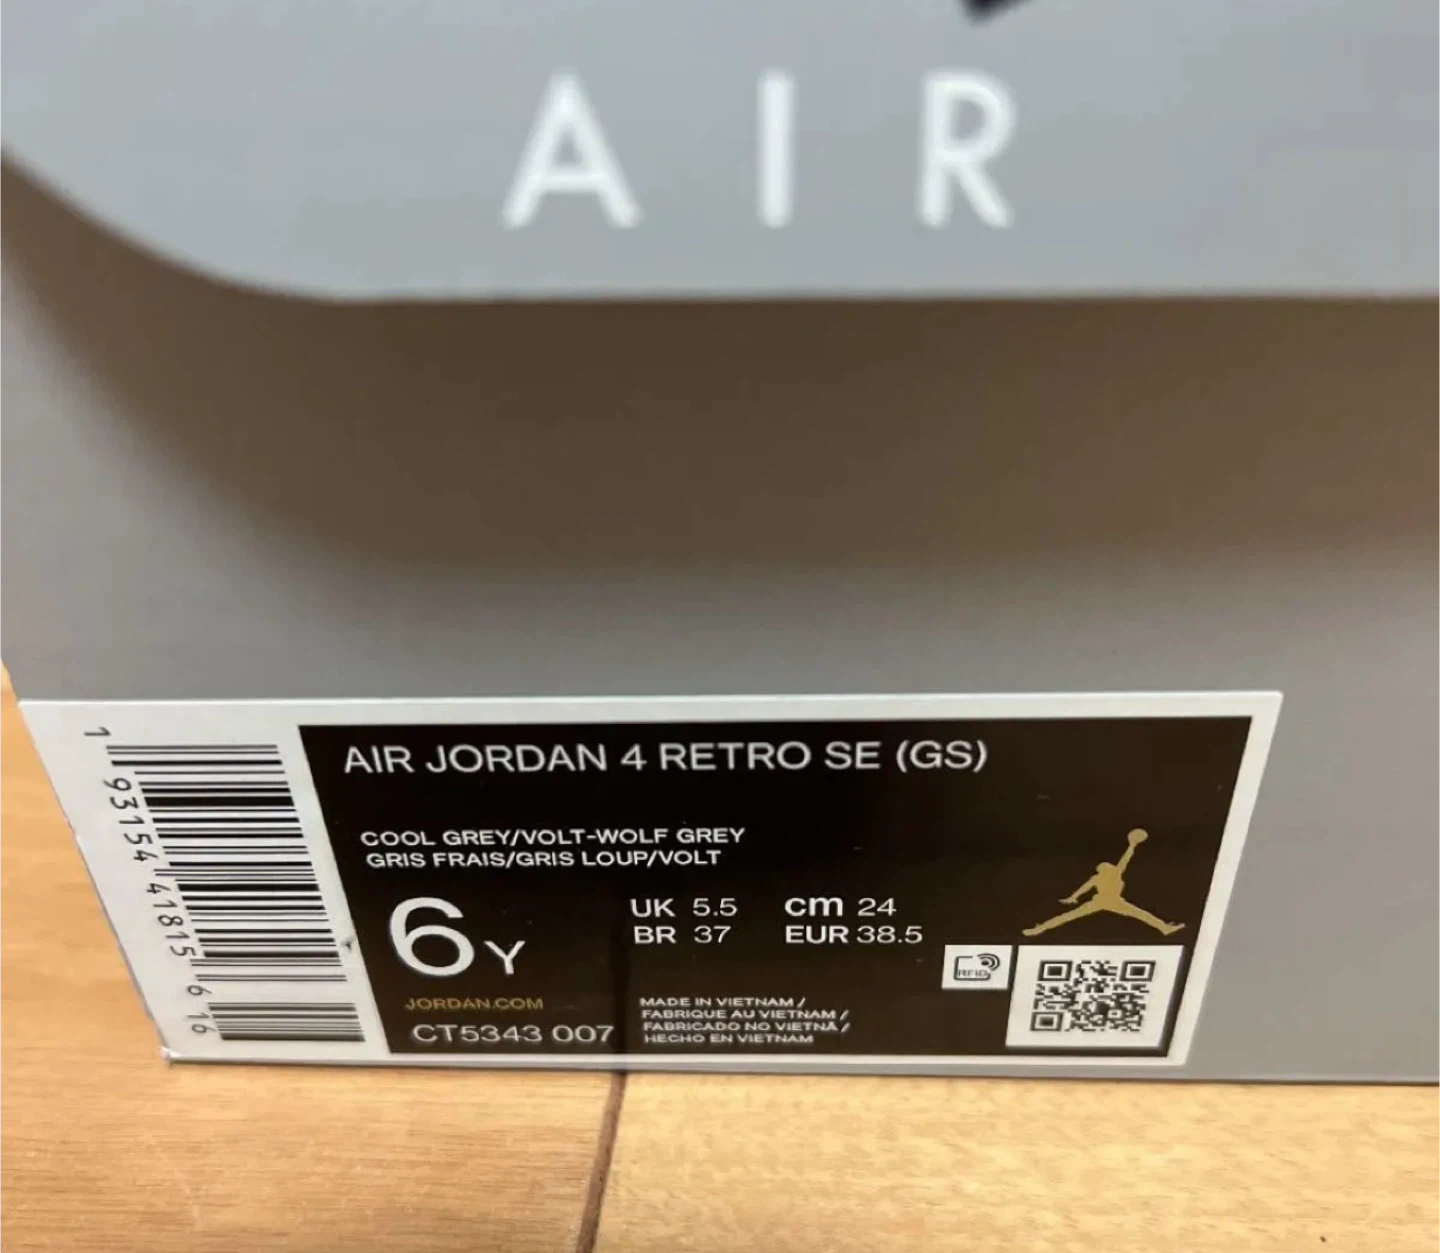 AIR
AIR JORDAN 4 RETRO SE (GS)
COOL GREY/VOLT-WOLF GREY
GRIS FRAIS/GRIS LOUP/VOLT
6Y
UK 5.5 cm 24
BR 37 EUR 38.5
JORDAN.COM
CT5343 007
MADE IN VIETNAM /
FABRIQUE AU VIETNAM /
FABRICADO NO VIETNÃ /
HECHO EN VIETNAM
RFID
1 93154 41815 6 16